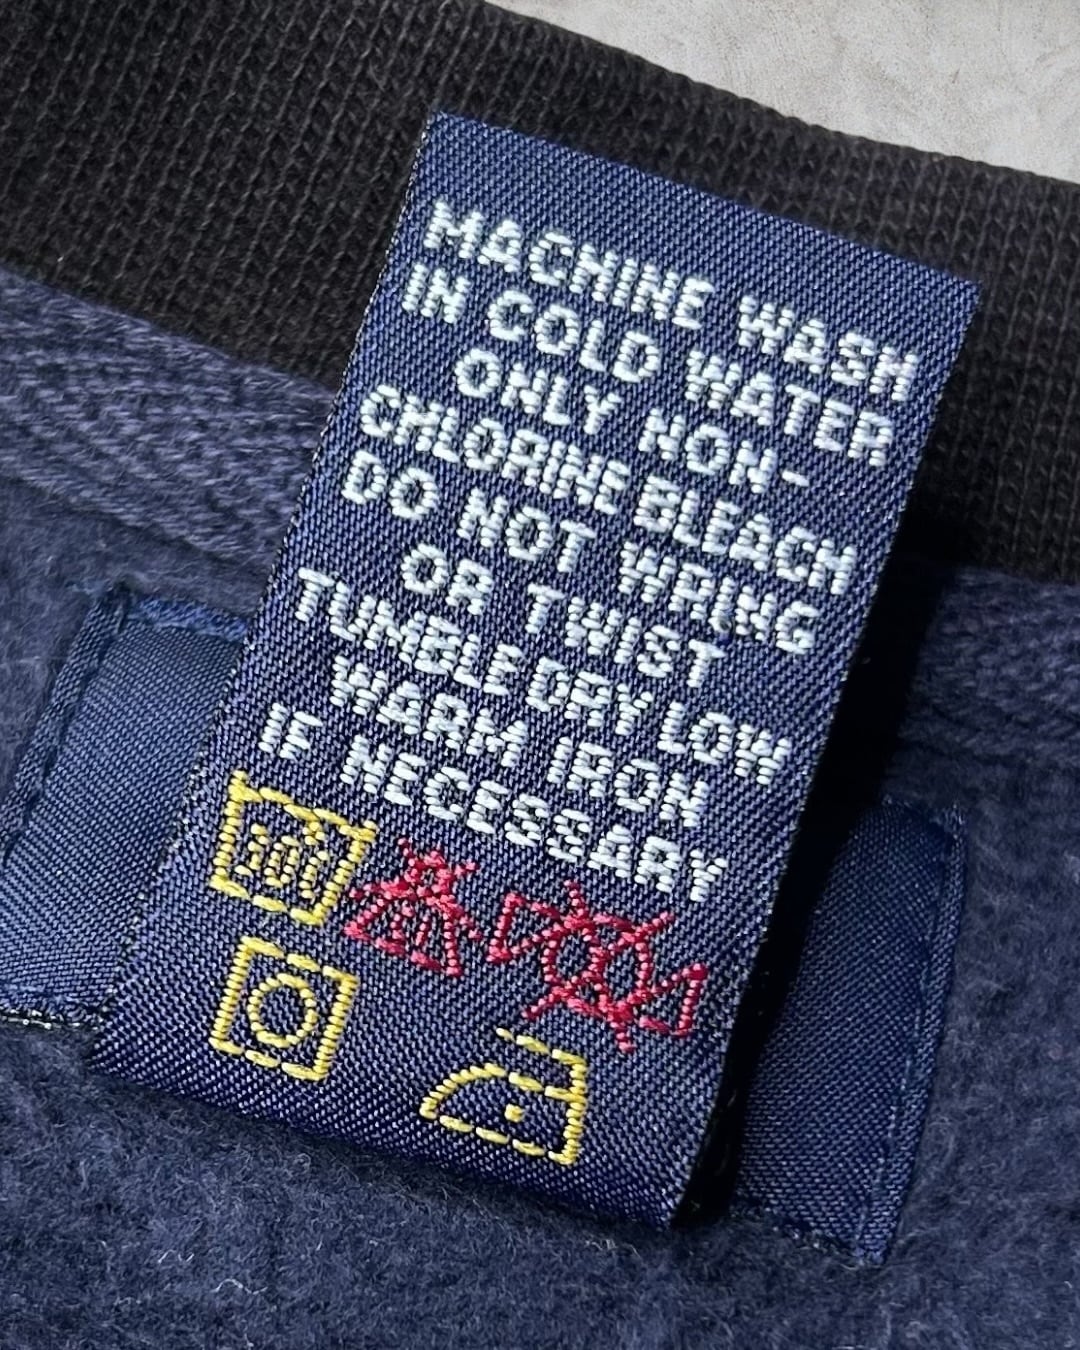 MACHINE WASH
IN COLD WATER
ONLY NON-
CHLORINE BLEACH
DO NOT WRING
OR TWIST
TUMBLE DRY LOW
WARM IRON
IF NECESSARY